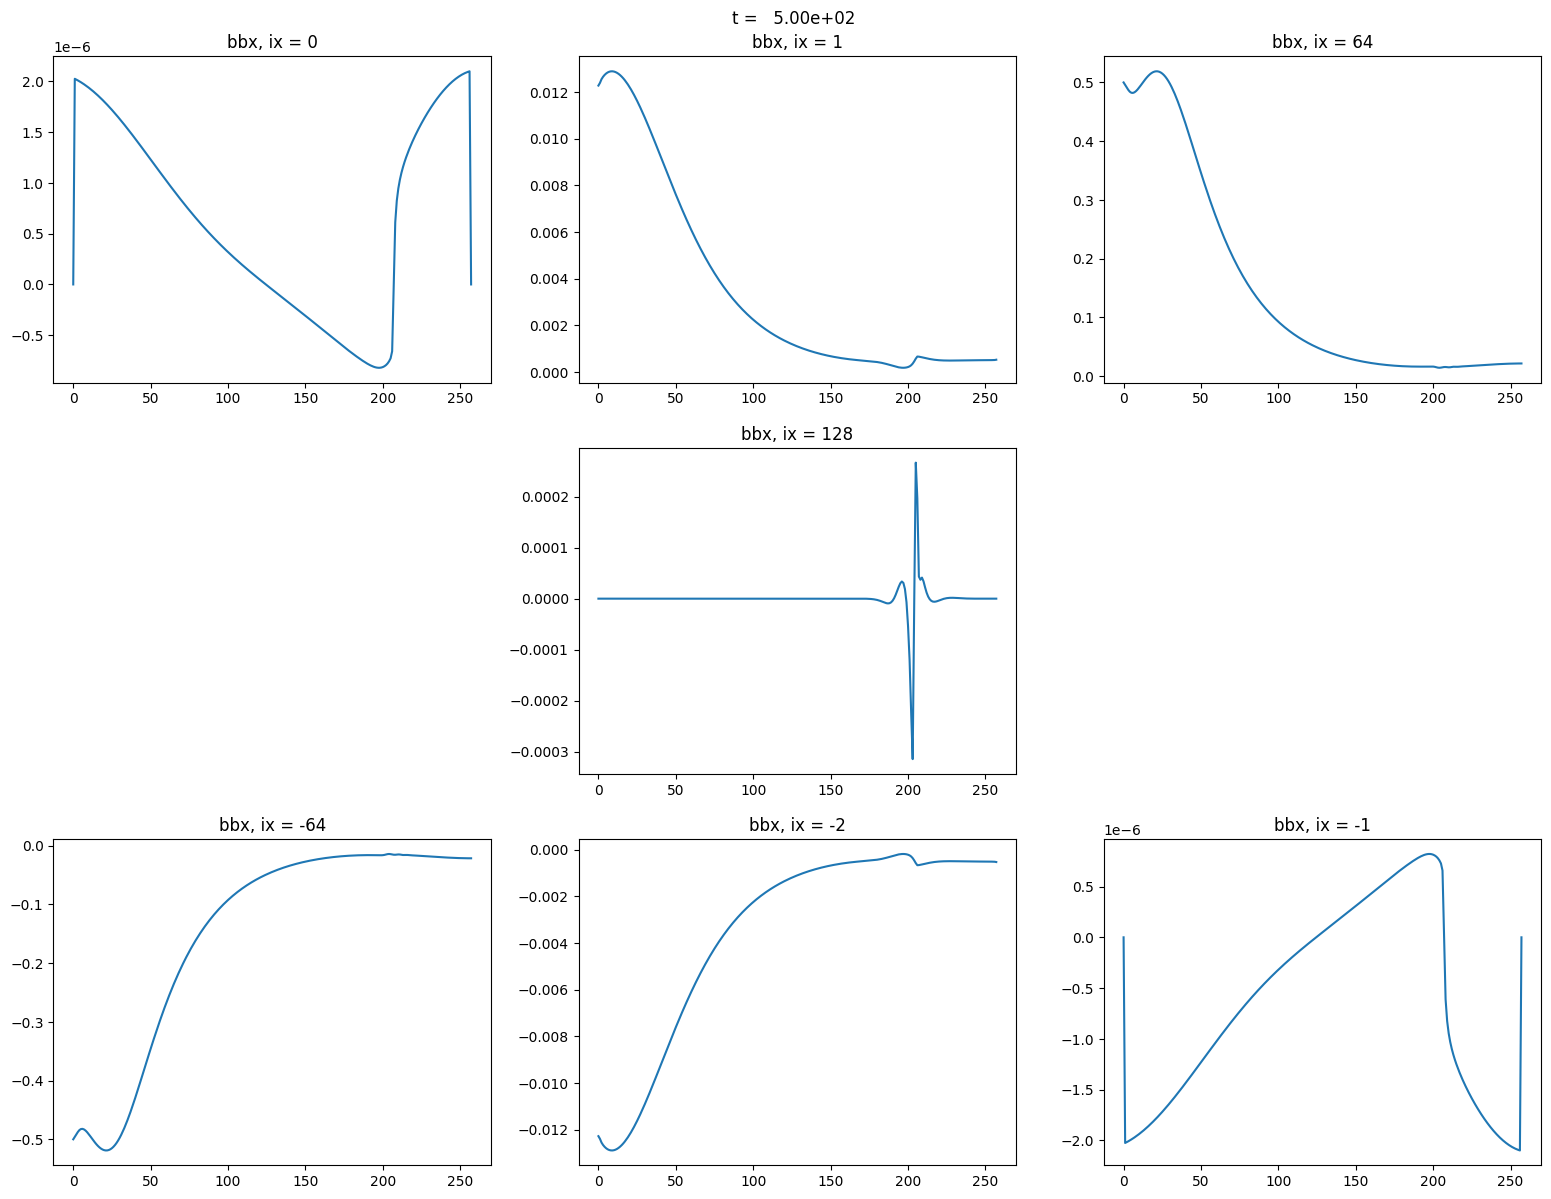 t =   5.00e+02
bbx, ix = 0
1e−6
2.0
1.5
1.0
0.5
0.0
−0.5
0 50 100 150 200 250
bbx, ix = 1
0.012
0.010
0.008
0.006
0.004
0.002
0.000
0 50 100 150 200 250
bbx, ix = 64
0.5
0.4
0.3
0.2
0.1
0.0
0 50 100 150 200 250
bbx, ix = 128
0.0002
0.0001
0.0000
−0.0001
−0.0002
−0.0003
0 50 100 150 200 250
bbx, ix = -64
0.0
−0.1
−0.2
−0.3
−0.4
−0.5
0 50 100 150 200 250
bbx, ix = -2
0.000
−0.002
−0.004
−0.006
−0.008
−0.010
−0.012
0 50 100 150 200 250
bbx, ix = -1
1e−6
0.5
0.0
−0.5
−1.0
−1.5
−2.0
0 50 100 150 200 250